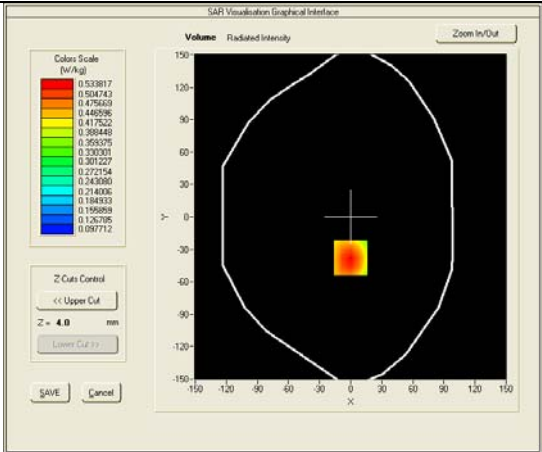 SAR Visualisation Graphical Interface
Volume Radiated Intensity
Zoom In/Out
Colors Scale
(W/kg)
0.533817
0.504743
0.475669
0.446596
0.417522
0.388448
0.359375
0.330301
0.301227
0.272154
0.243080
0.214006
0.184933
0.155859
0.126785
0.097712
150
120
90
60
30
0
-30
-60
-90
-120
-150
Y
-150 -120 -90 -60 -30 0 30 60 90 120 150
X
Z-Cuts Control
<< Upper Cut
Z = 4.0 mm
Lower Cut >>
SAVE Cancel